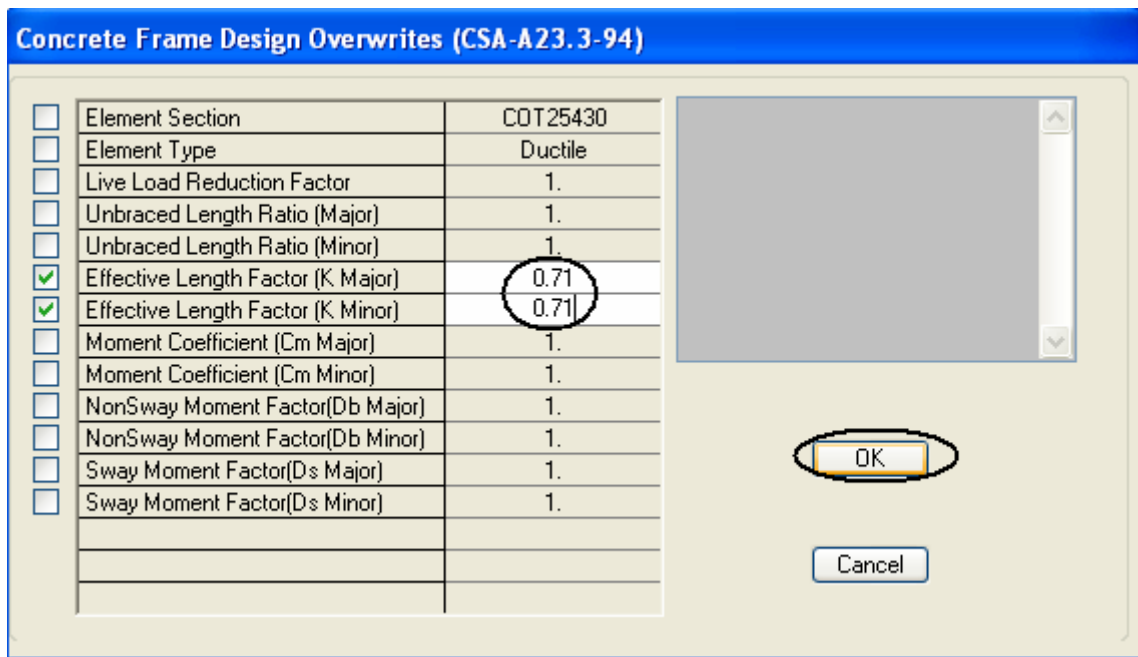 Concrete Frame Design Overwrites (CSA-A23.3-94)
Element Section COT25430
Element Type Ductile
Live Load Reduction Factor 1.
Unbraced Length Ratio (Major) 1.
Unbraced Length Ratio (Minor) 1.
Effective Length Factor (K Major) 0.71
Effective Length Factor (K Minor) 0.71
Moment Coefficient (Cm Major) 1.
Moment Coefficient (Cm Minor) 1.
NonSway Moment Factor(Db Major) 1.
NonSway Moment Factor(Db Minor) 1.
Sway Moment Factor(Ds Major) 1.
Sway Moment Factor(Ds Minor) 1.
OK
Cancel